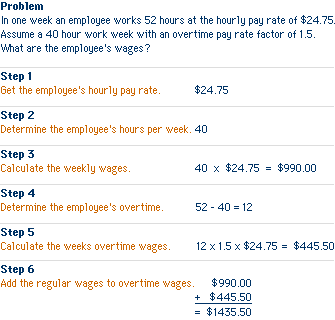 Problem
In one week an employee works 52 hours at the hourly pay rate of $24.75.
Assume a 40 hour work week with an overtime pay rate factor of 1.5.
What are the employee's wages?
Step 1
Get the employee's hourly pay rate. $24.75
Step 2
Determine the employee's hours per week. 40
Step 3
Calculate the weekly wages. 40 x $24.75 = $990.00
Step 4
Determine the employee's overtime. 52 - 40 = 12
Step 5
Calculate the weeks overtime wages. 12 x 1.5 x $24.75 = $445.50
Step 6
Add the regular wages to overtime wages. $990.00
+ $445.50
= $1435.50